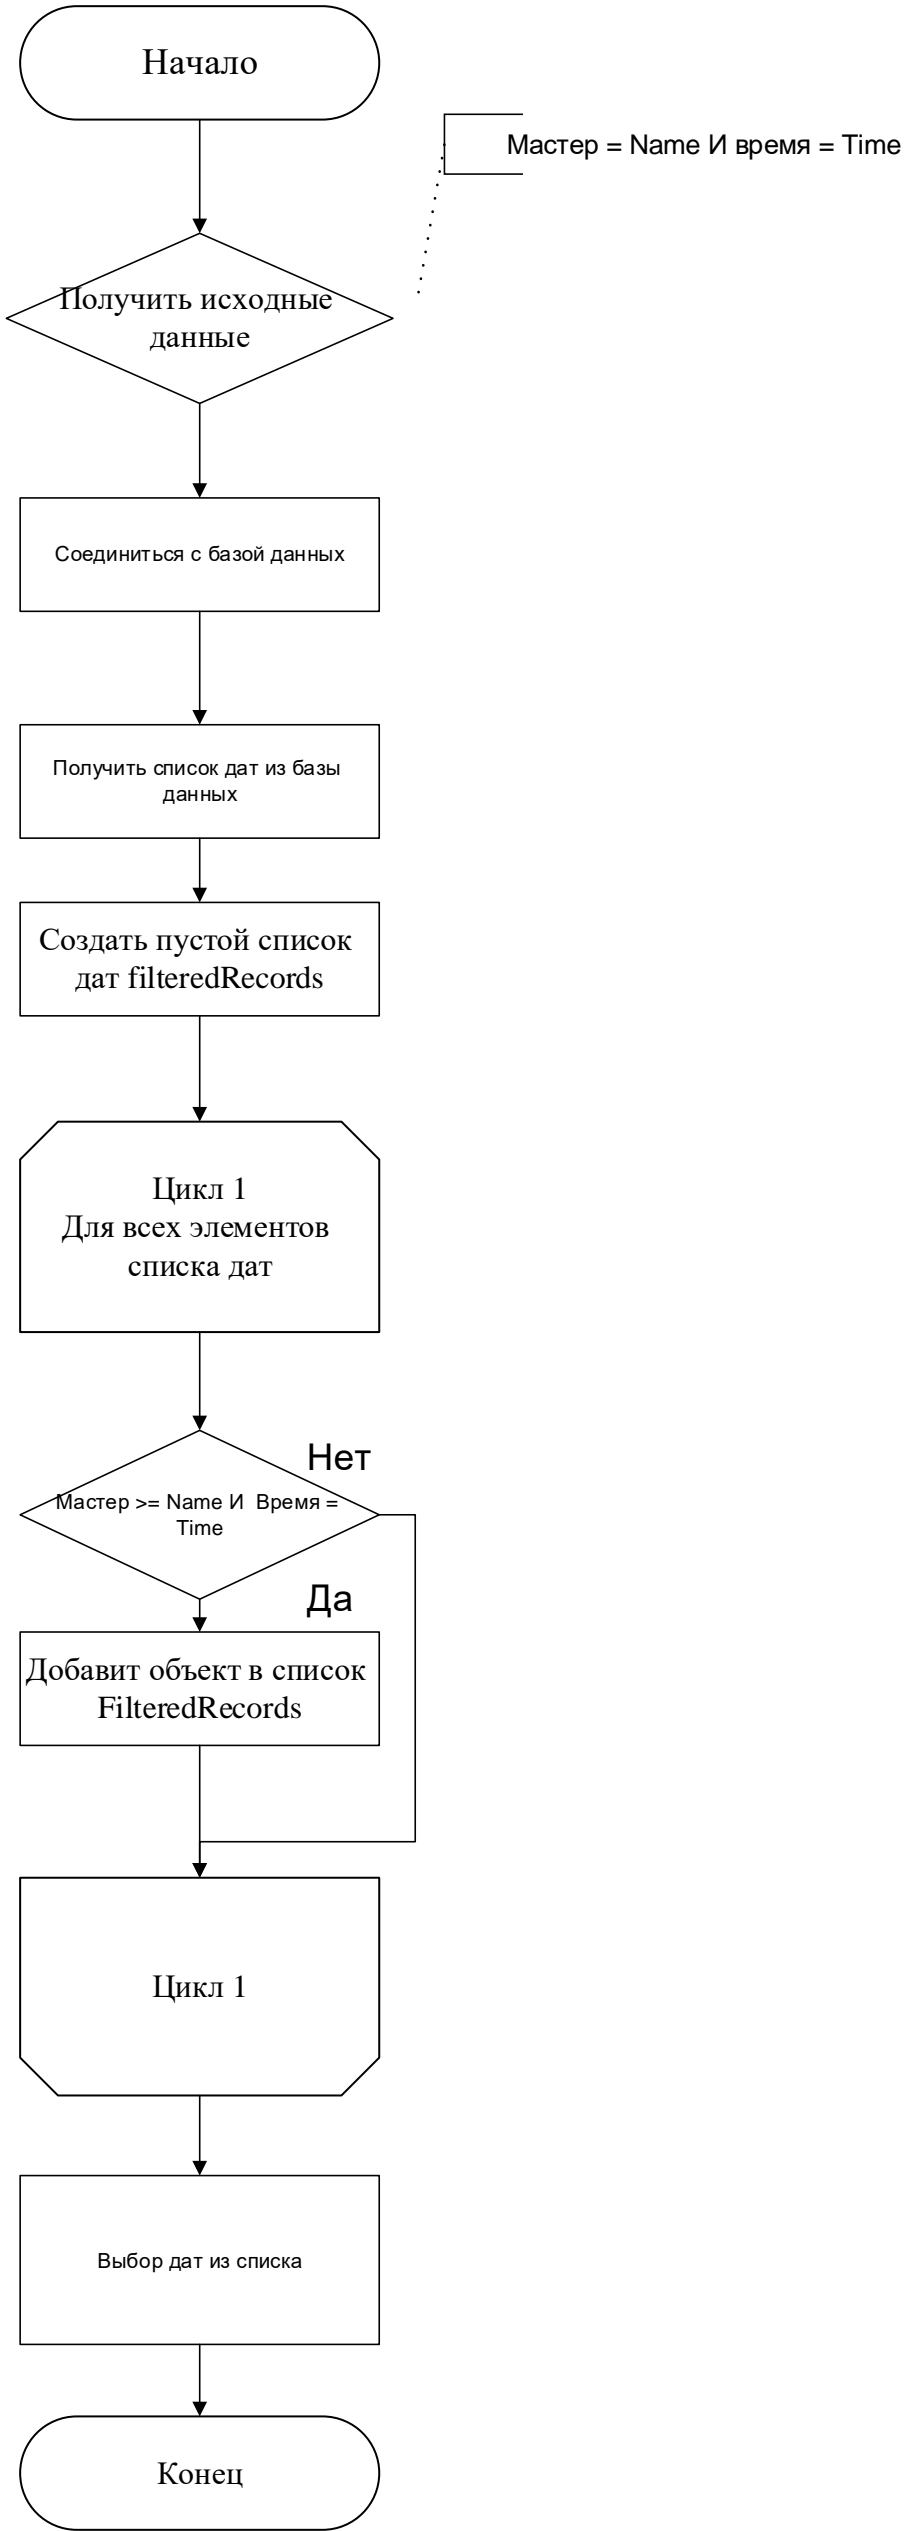 Начало
Мастер = Name И время = Time
Получить исходные
данные
Соединиться с базой данных
Получить список дат из базы
данных
Создать пустой список
дат filteredRecords
Цикл 1
Для всех элементов
списка дат
Нет
Мастер >= Name И  Время =
Time
Да
Добавит объект в список
FilteredRecords
Цикл 1
Выбор дат из списка
Конец